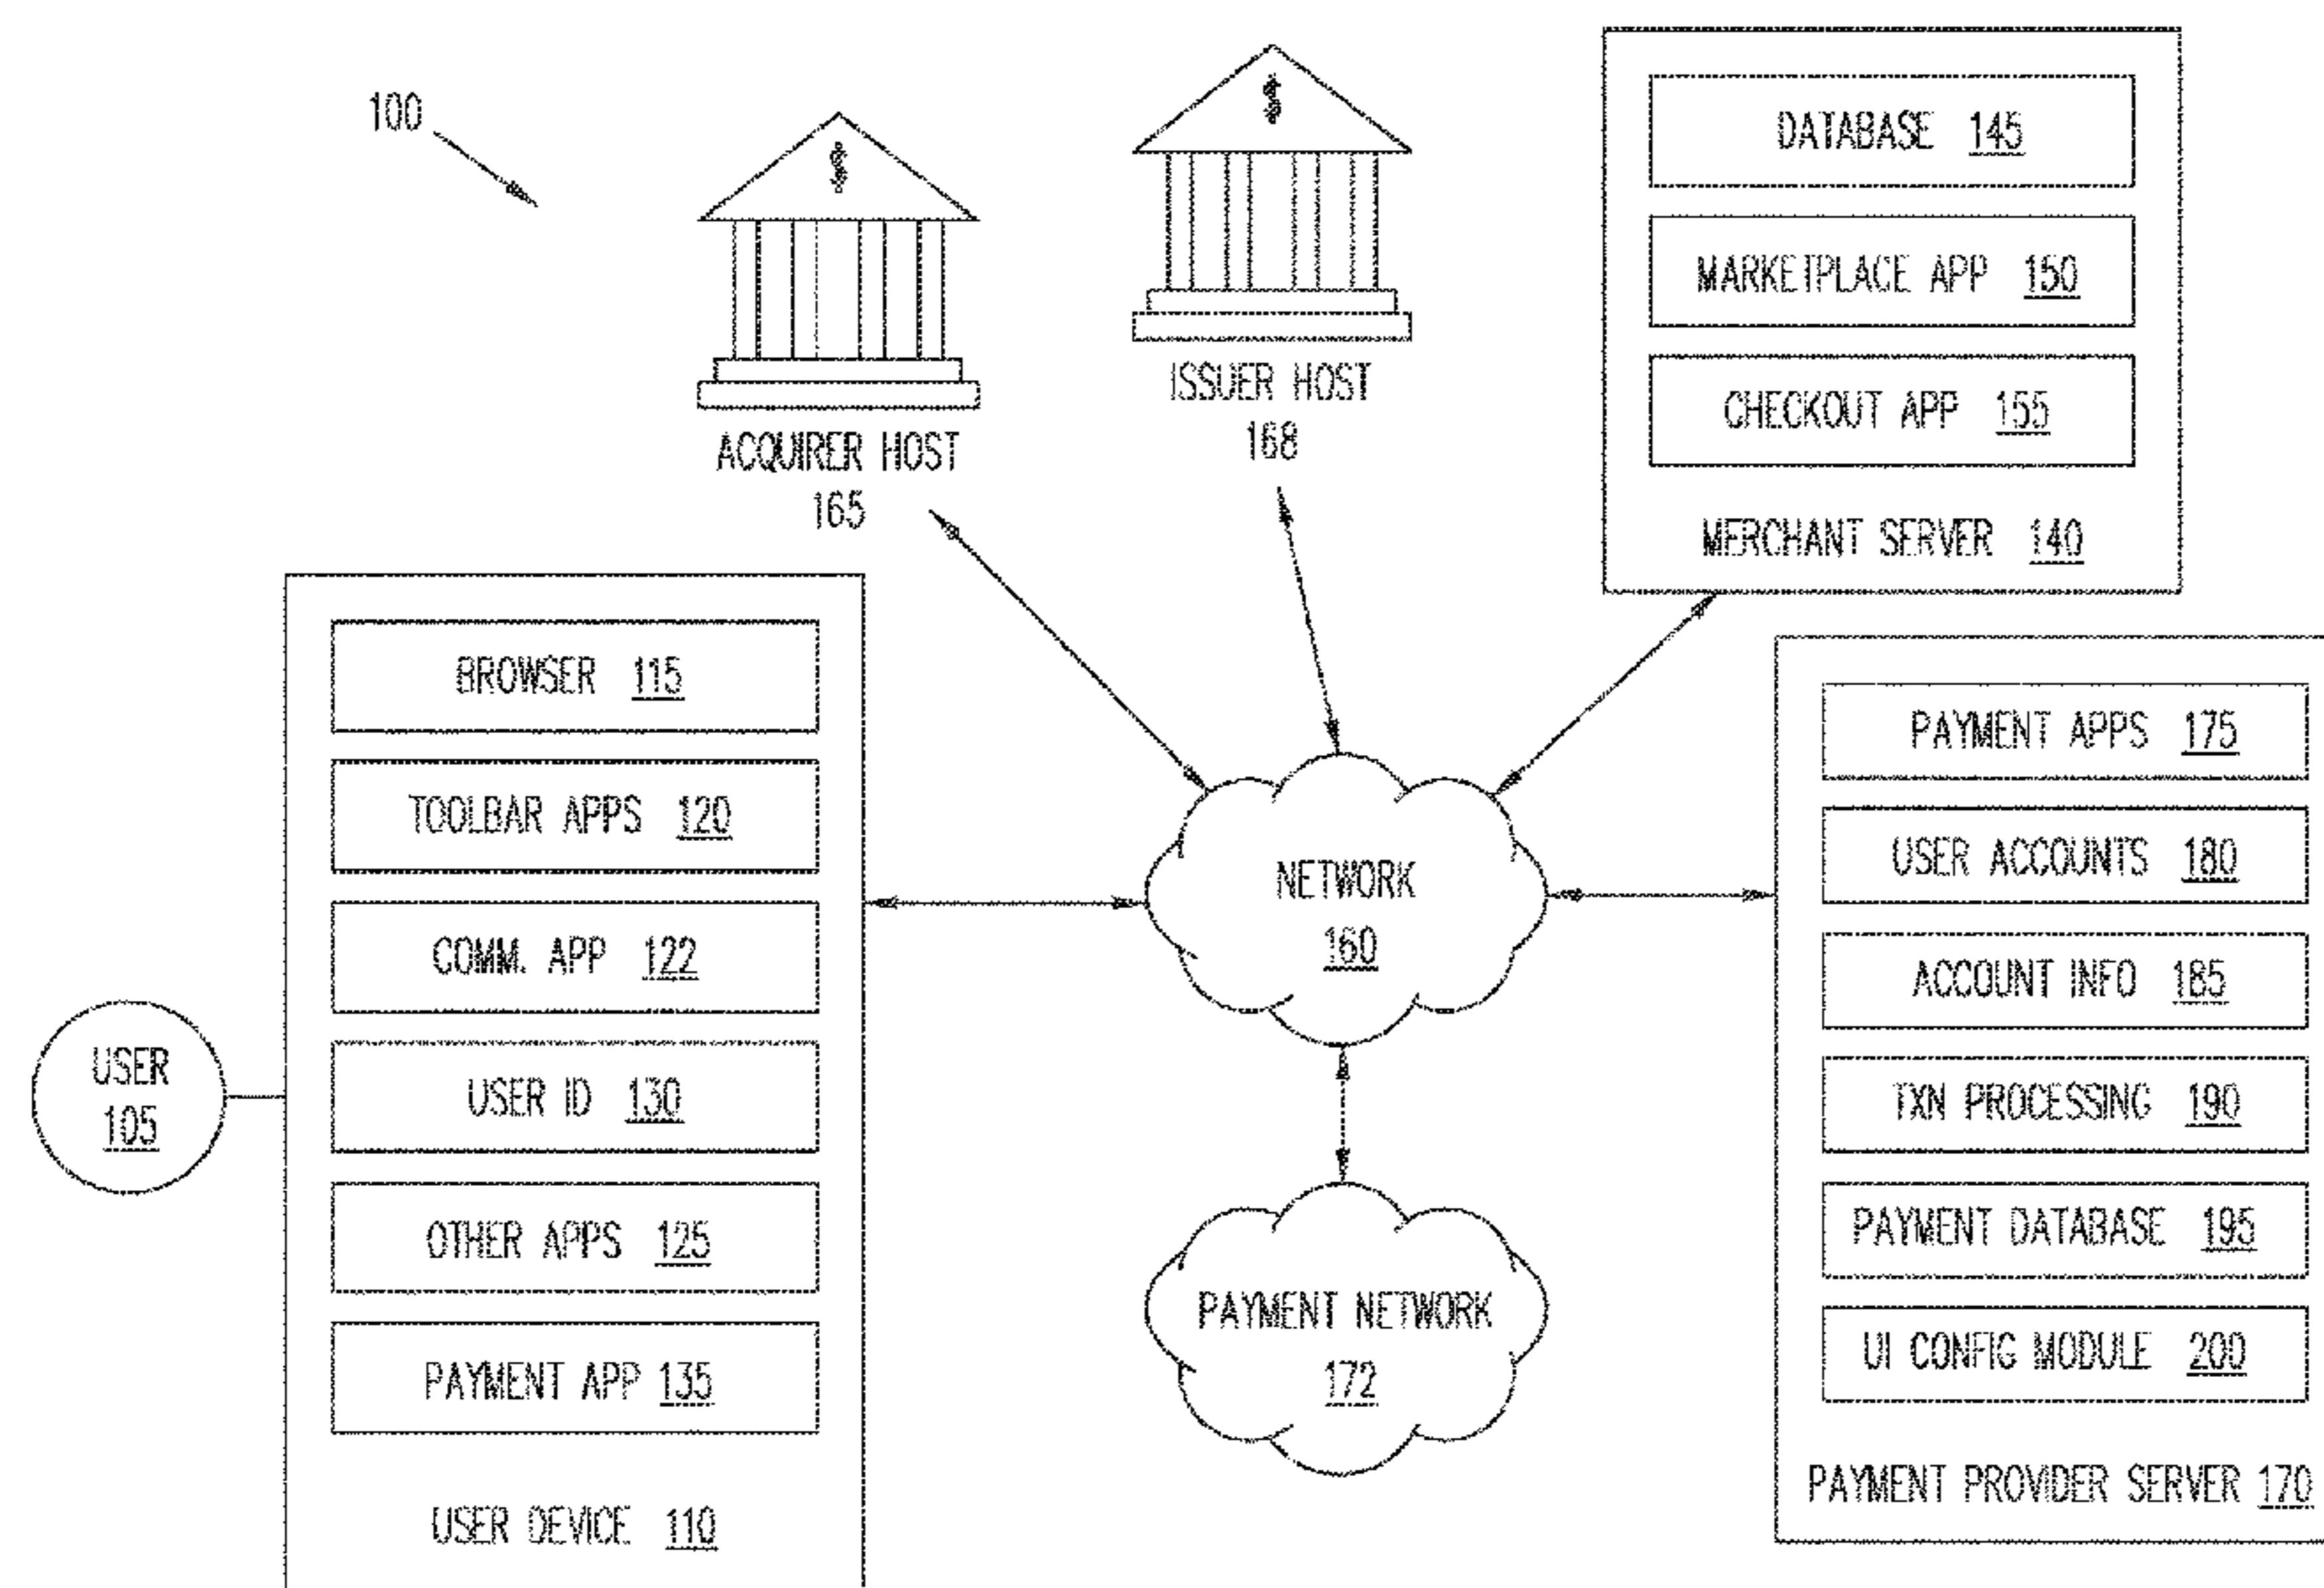 100
$
ACQUIRER HOST
165
$
ISSUER HOST
168
DATABASE 145
MARKETPLACE APP 150
CHECKOUT APP 155
MERCHANT SERVER 140
BROWSER 115
TOOLBAR APPS 120
COMM. APP 122
USER ID 130
OTHER APPS 125
PAYMENT APP 135
USER DEVICE 110
USER
105
NETWORK
160
PAYMENT NETWORK
172
PAYMENT APPS 175
USER ACCOUNTS 180
ACCOUNT INFO 185
TXN PROCESSING 190
PAYMENT DATABASE 195
UI CONFIG MODULE 200
PAYMENT PROVIDER SERVER 170